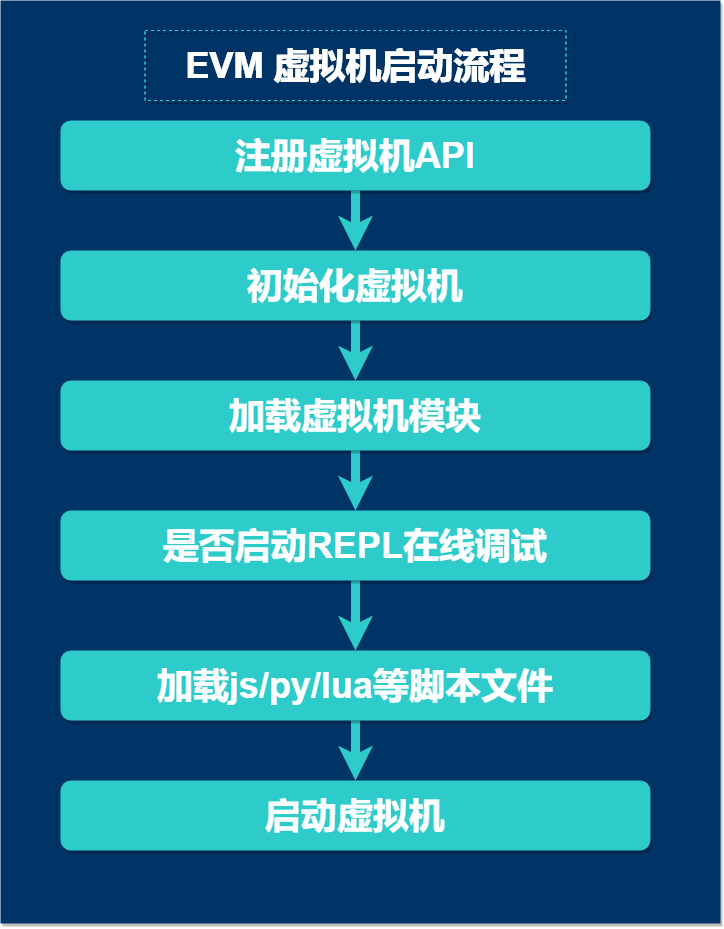 EVM 虚拟机启动流程
注册虚拟机API
初始化虚拟机
加载虚拟机模块
是否启动REPL在线调试
加载js/py/lua等脚本文件
启动虚拟机